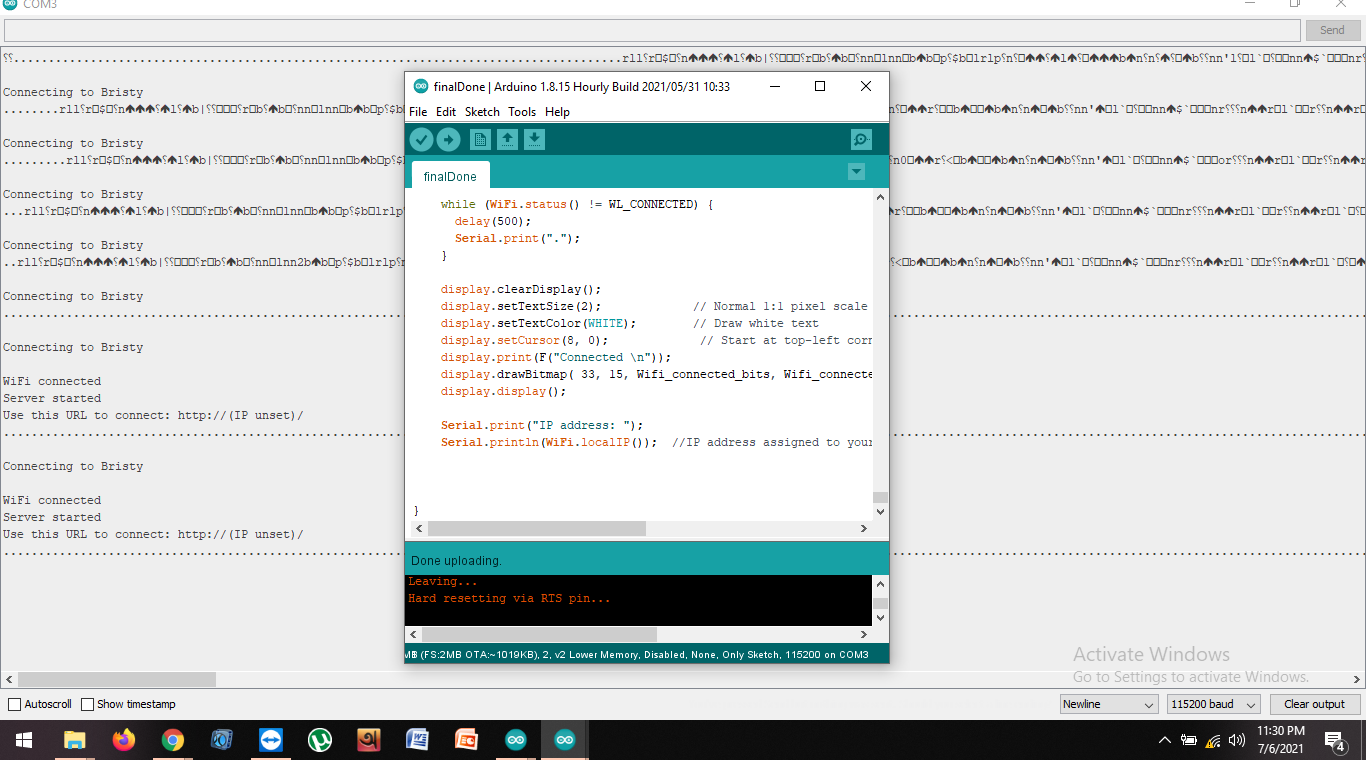 COM3
Send
Connecting to Bristy
Connecting to Bristy
Connecting to Bristy
Connecting to Bristy
Connecting to Bristy
Connecting to Bristy
WiFi connected
Server started
Use this URL to connect: http://(IP unset)/
Connecting to Bristy
WiFi connected
Server started
Use this URL to connect: http://(IP unset)/
finalDone | Arduino 1.8.15 Hourly Build 2021/05/31 10:33
File Edit Sketch Tools Help
finalDone
while (WiFi.status() != WL_CONNECTED) {
delay(500);
Serial.print(".");
}
display.clearDisplay();
display.setTextSize(2); // Normal 1:1 pixel scale
display.setTextColor(WHITE); // Draw white text
display.setCursor(8, 0); // Start at top-left corn
display.print(F("Connected \n"));
display.drawBitmap( 33, 15, Wifi_connected_bits, Wifi_connecte
display.display();
Serial.print("IP address: ");
Serial.println(WiFi.localIP()); //IP address assigned to your
}
Done uploading.
Leaving...
Hard resetting via RTS pin...
(FS:2MB OTA:~1019KB), 2, v2 Lower Memory, Disabled, None, Only Sketch, 115200 on COM3
Activate Windows
Go to Settings to activate Windows.
Autoscroll Show timestamp Newline 115200 baud Clear output
11:30 PM
7/6/2021
4